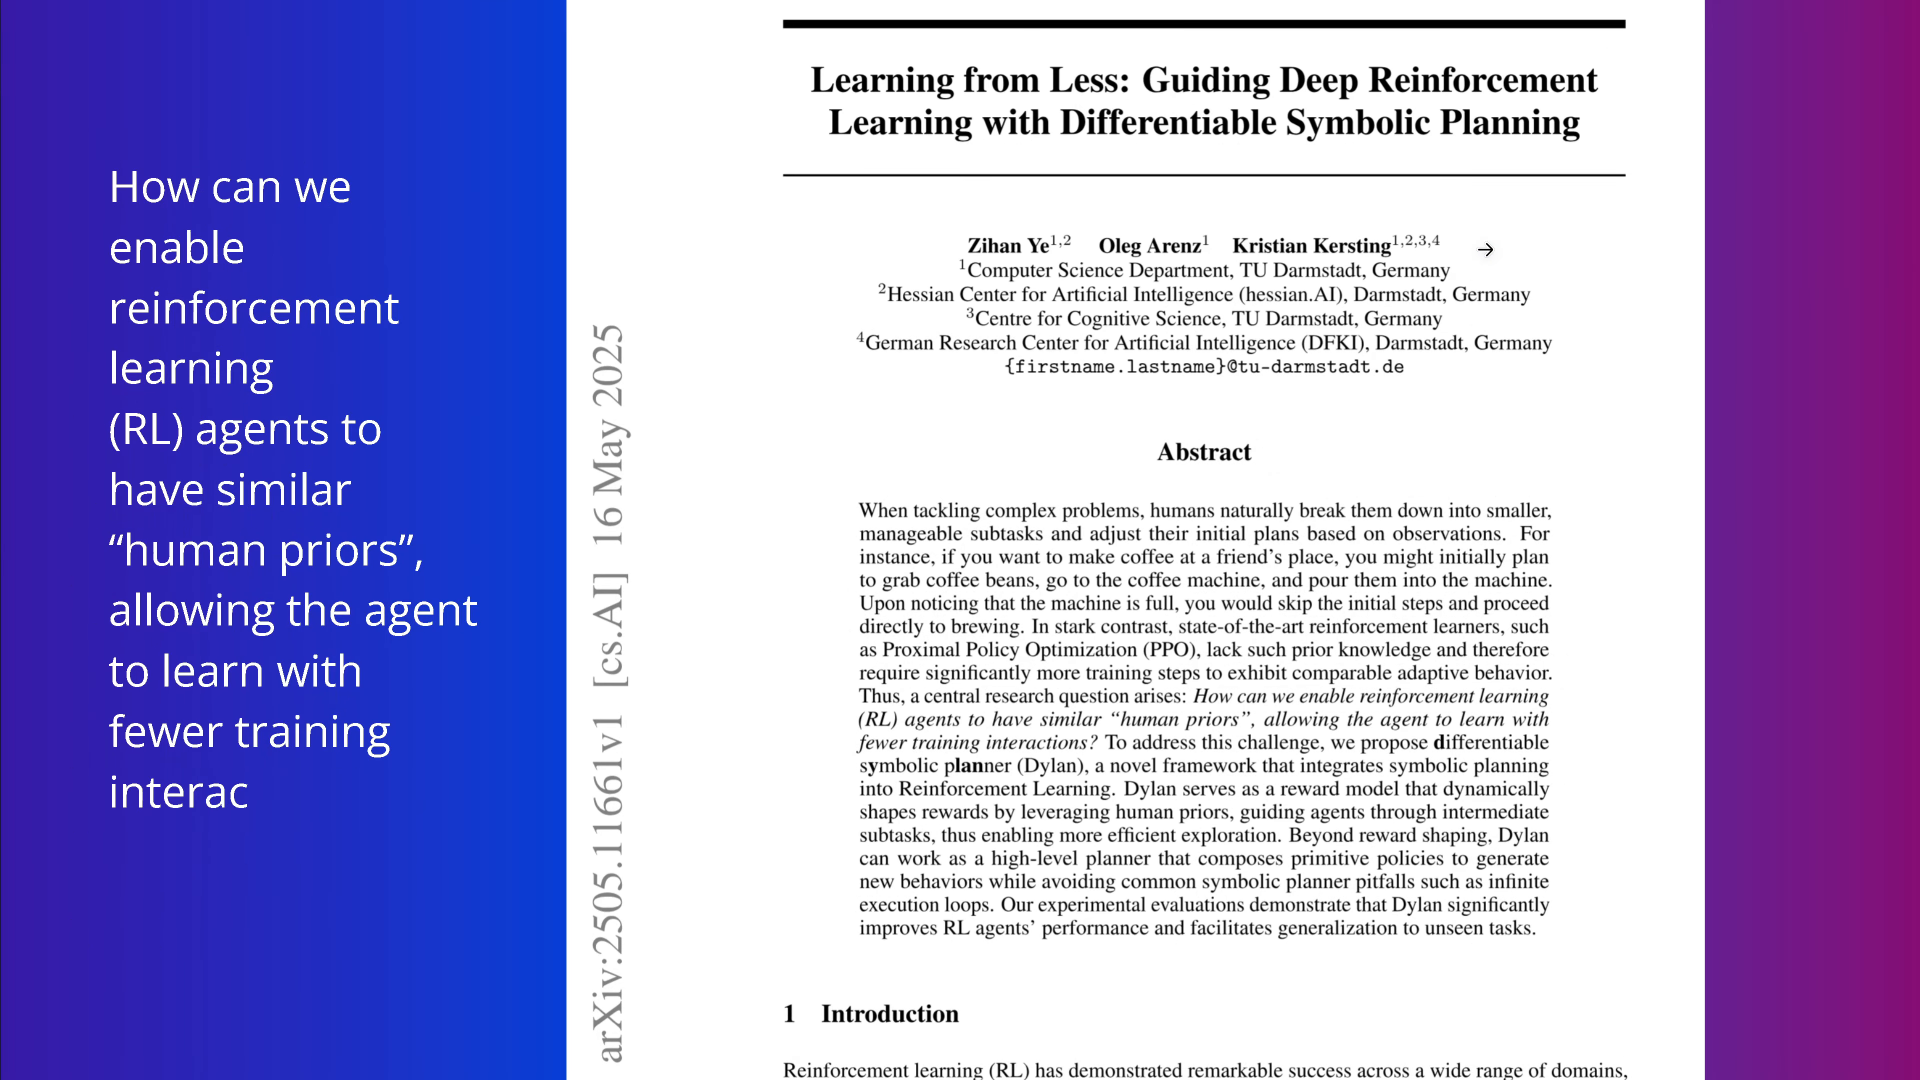 How can we
enable
reinforcement
learning
(RL) agents to
have similar
“human priors”,
allowing the agent
to learn with
fewer training
interac
arXiv:2505.11661v1 [cs.AI] 16 May 2025
Learning from Less: Guiding Deep Reinforcement
Learning with Differentiable Symbolic Planning
Zihan Ye1,2 Oleg Arenz1 Kristian Kersting1,2,3,4 →
1Computer Science Department, TU Darmstadt, Germany
2Hessian Center for Artificial Intelligence (hessian.AI), Darmstadt, Germany
3Centre for Cognitive Science, TU Darmstadt, Germany
4German Research Center for Artificial Intelligence (DFKI), Darmstadt, Germany
{firstname.lastname}@tu-darmstadt.de
Abstract
When tackling complex problems, humans naturally break them down into smaller,
manageable subtasks and adjust their initial plans based on observations. For
instance, if you want to make coffee at a friend’s place, you might initially plan
to grab coffee beans, go to the coffee machine, and pour them into the machine.
Upon noticing that the machine is full, you would skip the initial steps and proceed
directly to brewing. In stark contrast, state-of-the-art reinforcement learners, such
as Proximal Policy Optimization (PPO), lack such prior knowledge and therefore
require significantly more training steps to exhibit comparable adaptive behavior.
Thus, a central research question arises: How can we enable reinforcement learning
(RL) agents to have similar “human priors”, allowing the agent to learn with
fewer training interactions? To address this challenge, we propose differentiable
symbolic planner (Dylan), a novel framework that integrates symbolic planning
into Reinforcement Learning. Dylan serves as a reward model that dynamically
shapes rewards by leveraging human priors, guiding agents through intermediate
subtasks, thus enabling more efficient exploration. Beyond reward shaping, Dylan
can work as a high-level planner that composes primitive policies to generate
new behaviors while avoiding common symbolic planner pitfalls such as infinite
execution loops. Our experimental evaluations demonstrate that Dylan significantly
improves RL agents’ performance and facilitates generalization to unseen tasks.
1 Introduction
Reinforcement learning (RL) has demonstrated remarkable success across a wide range of domains,